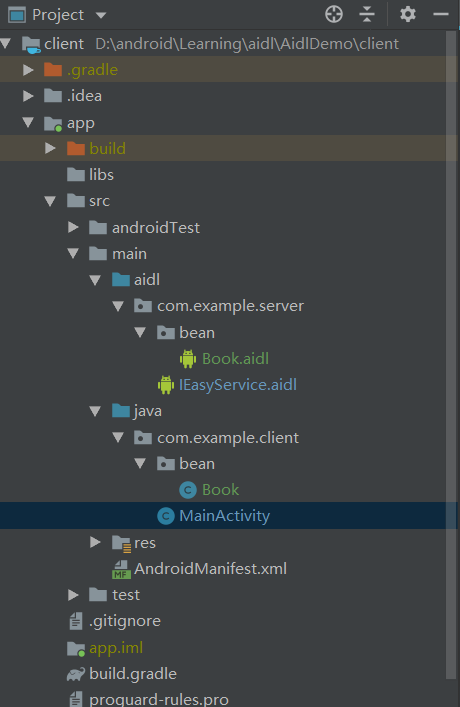 Project
client D:\android\Learning\aidl\AidlDemo\client
.gradle
.idea
app
build
libs
src
androidTest
main
aidl
com.example.server
bean
Book.aidl
IEasyService.aidl
java
com.example.client
bean
C Book
C MainActivity
res
MF AndroidManifest.xml
test
.gitignore
app.iml
build.gradle
proguard-rules.pro